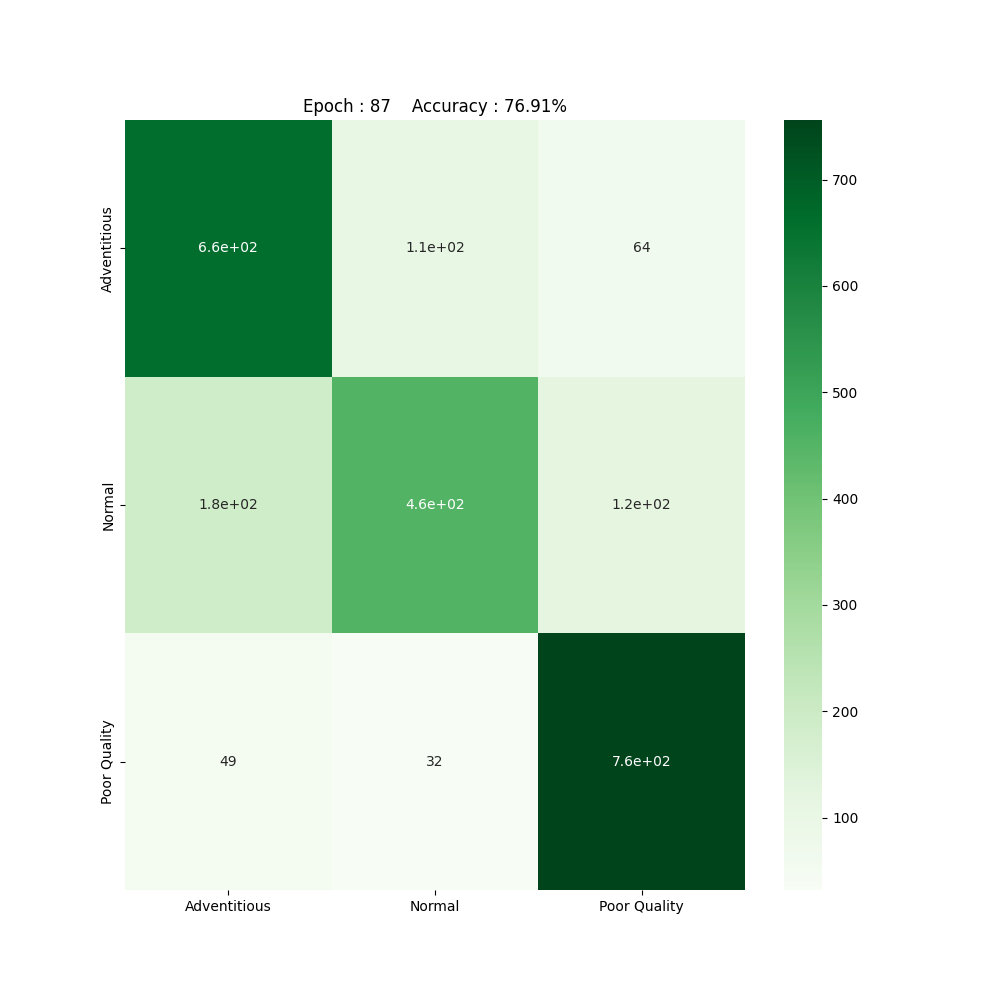 Epoch : 87    Accuracy : 76.91%
Adventitious
6.6e+02 1.1e+02 64
Normal
1.8e+02 4.6e+02 1.2e+02
Poor Quality
49 32 7.6e+02
Adventitious Normal Poor Quality
700
600
500
400
300
200
100